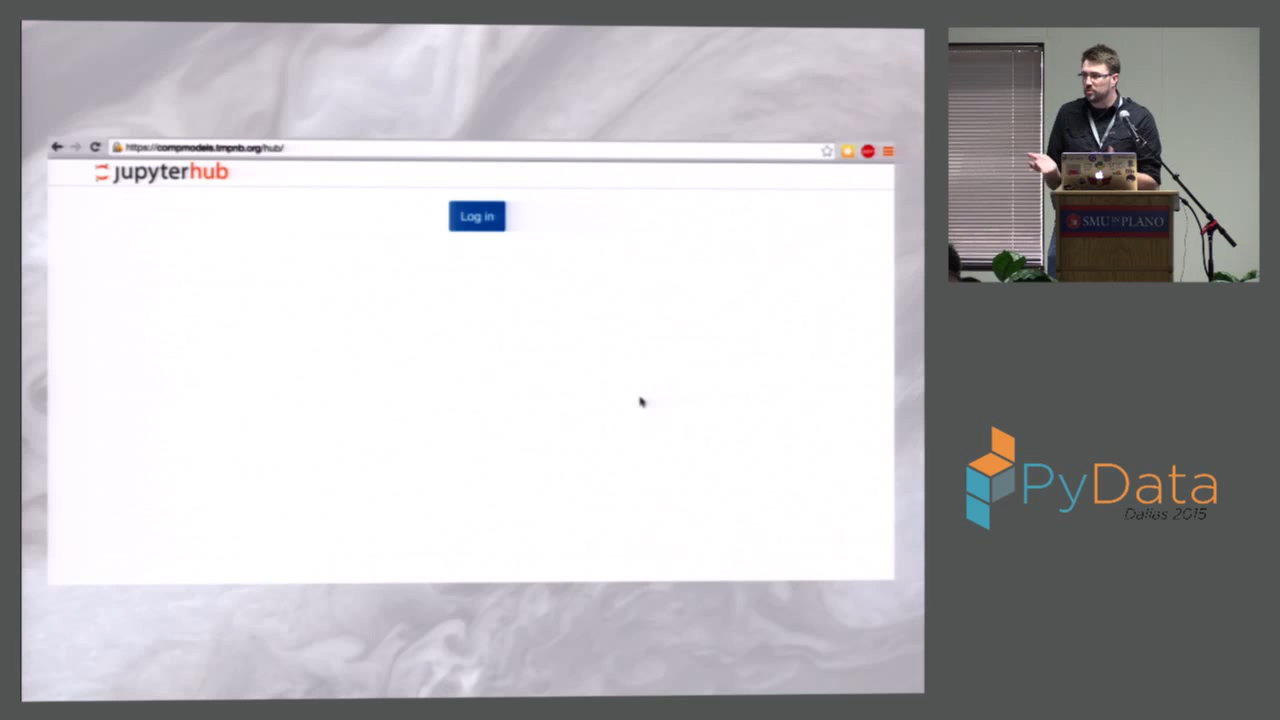 https://compmodels.tmpnb.org/hub/
jupyterhub
Log in
SMU IN PLANO
PyData
Dallas 2015